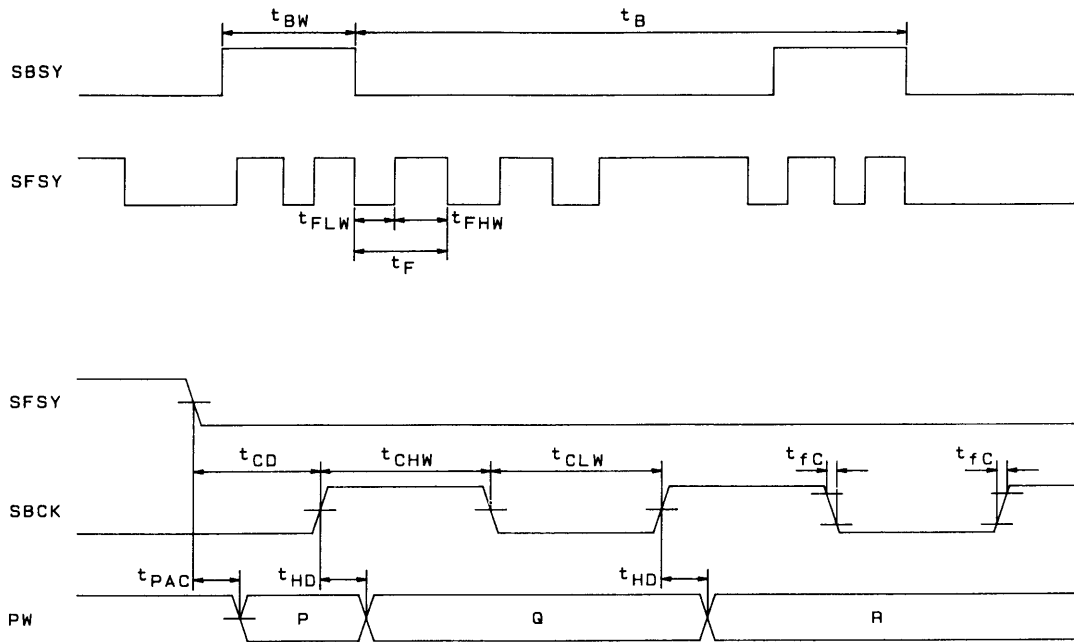 tBW tB
SBSY
SFSY
tFLW tFHW
tF
SFSY
tCD tCHW tCLW tfC tfC
SBCK
tPAC tHD tHD
PW P Q R